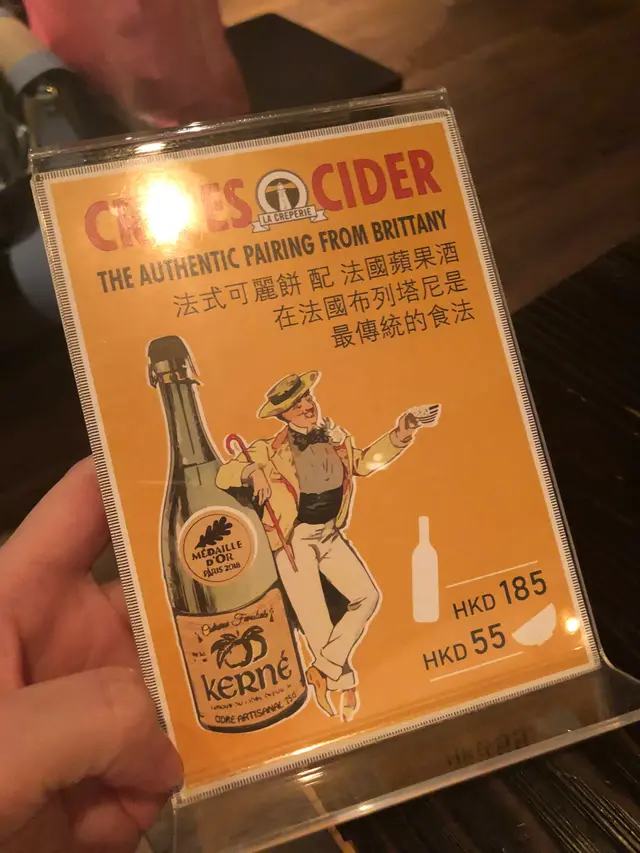 CIDER
LA CREPERIE
THE AUTHENTIC PAIRING FROM BRITTANY
法式可麗餅 配 法國蘋果酒
在法國布列塔尼是
最傳統的食法
MÉDAILLE
D'OR
PARIS 2018
KERNÉ
CIDRE ARTISANAL
HKD 185
HKD 55